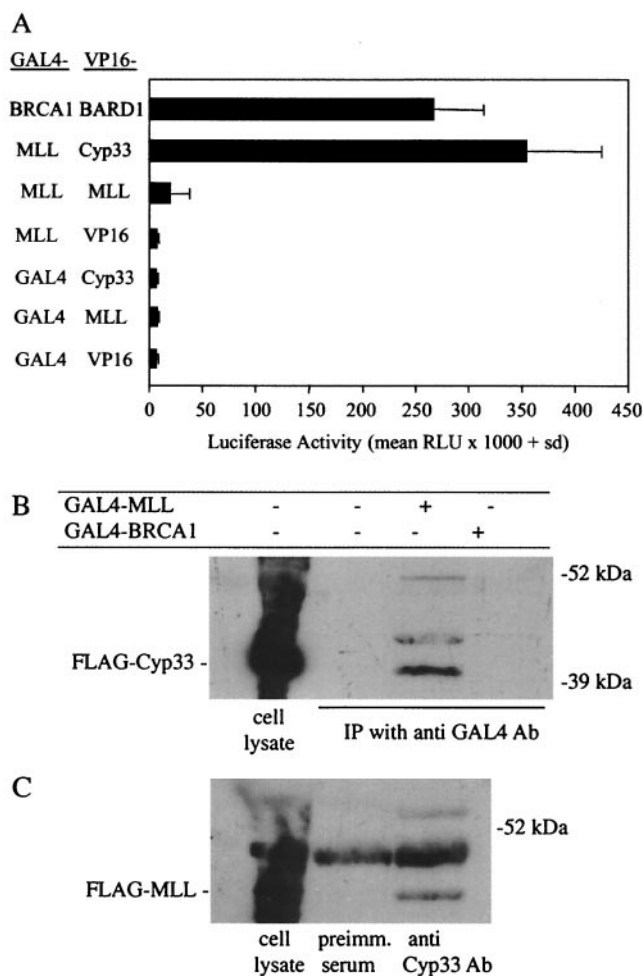 A
GAL4- VP16-
BRCA1 BARD1
MLL Cyp33
MLL MLL
MLL VP16
GAL4 Cyp33
GAL4 MLL
GAL4 VP16
0 50 100 150 200 250 300 350 400 450
Luciferase Activity (mean RLU x 1000 + sd)
B
GAL4-MLL - - + -
GAL4-BRCA1 - - - +
-52 kDa
FLAG-Cyp33 -
-39 kDa
cell
lysate
IP with anti GAL4 Ab
C
-52 kDa
FLAG-MLL -
cell preimm. anti
lysate serum Cyp33 Ab